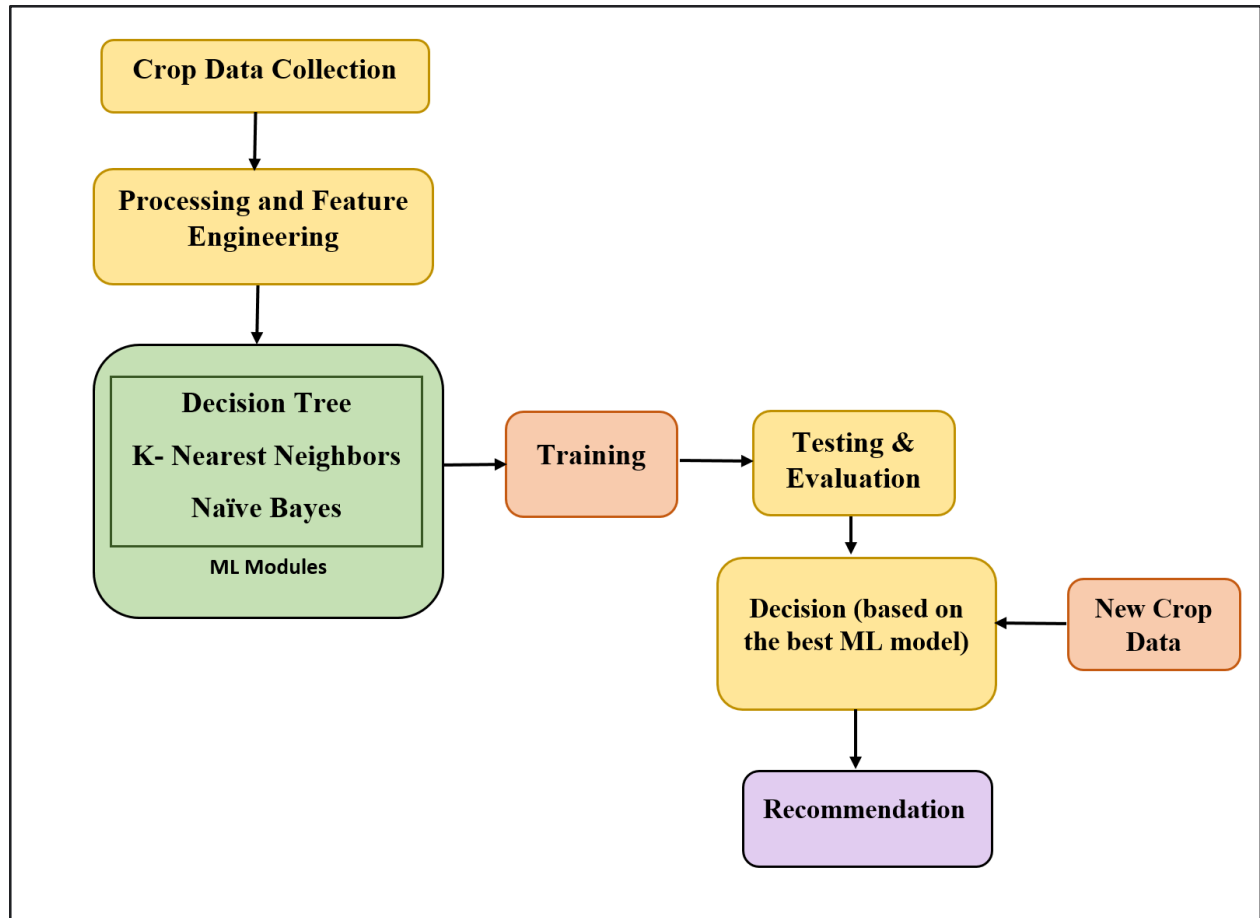 Crop Data Collection
Processing and Feature
Engineering
Decision Tree
K- Nearest Neighbors
Naïve Bayes
ML Modules
Training
Testing &
Evaluation
Decision (based on
the best ML model)
New Crop
Data
Recommendation